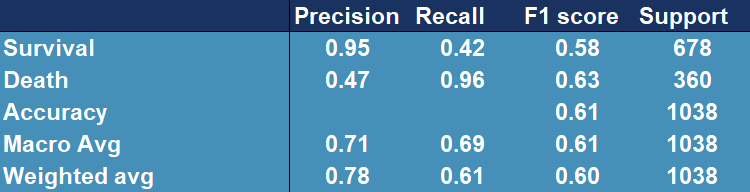 Precision Recall F1 score Support
Survival 0.95 0.42 0.58 678
Death 0.47 0.96 0.63 360
Accuracy 0.61 1038
Macro Avg 0.71 0.69 0.61 1038
Weighted avg 0.78 0.61 0.60 1038